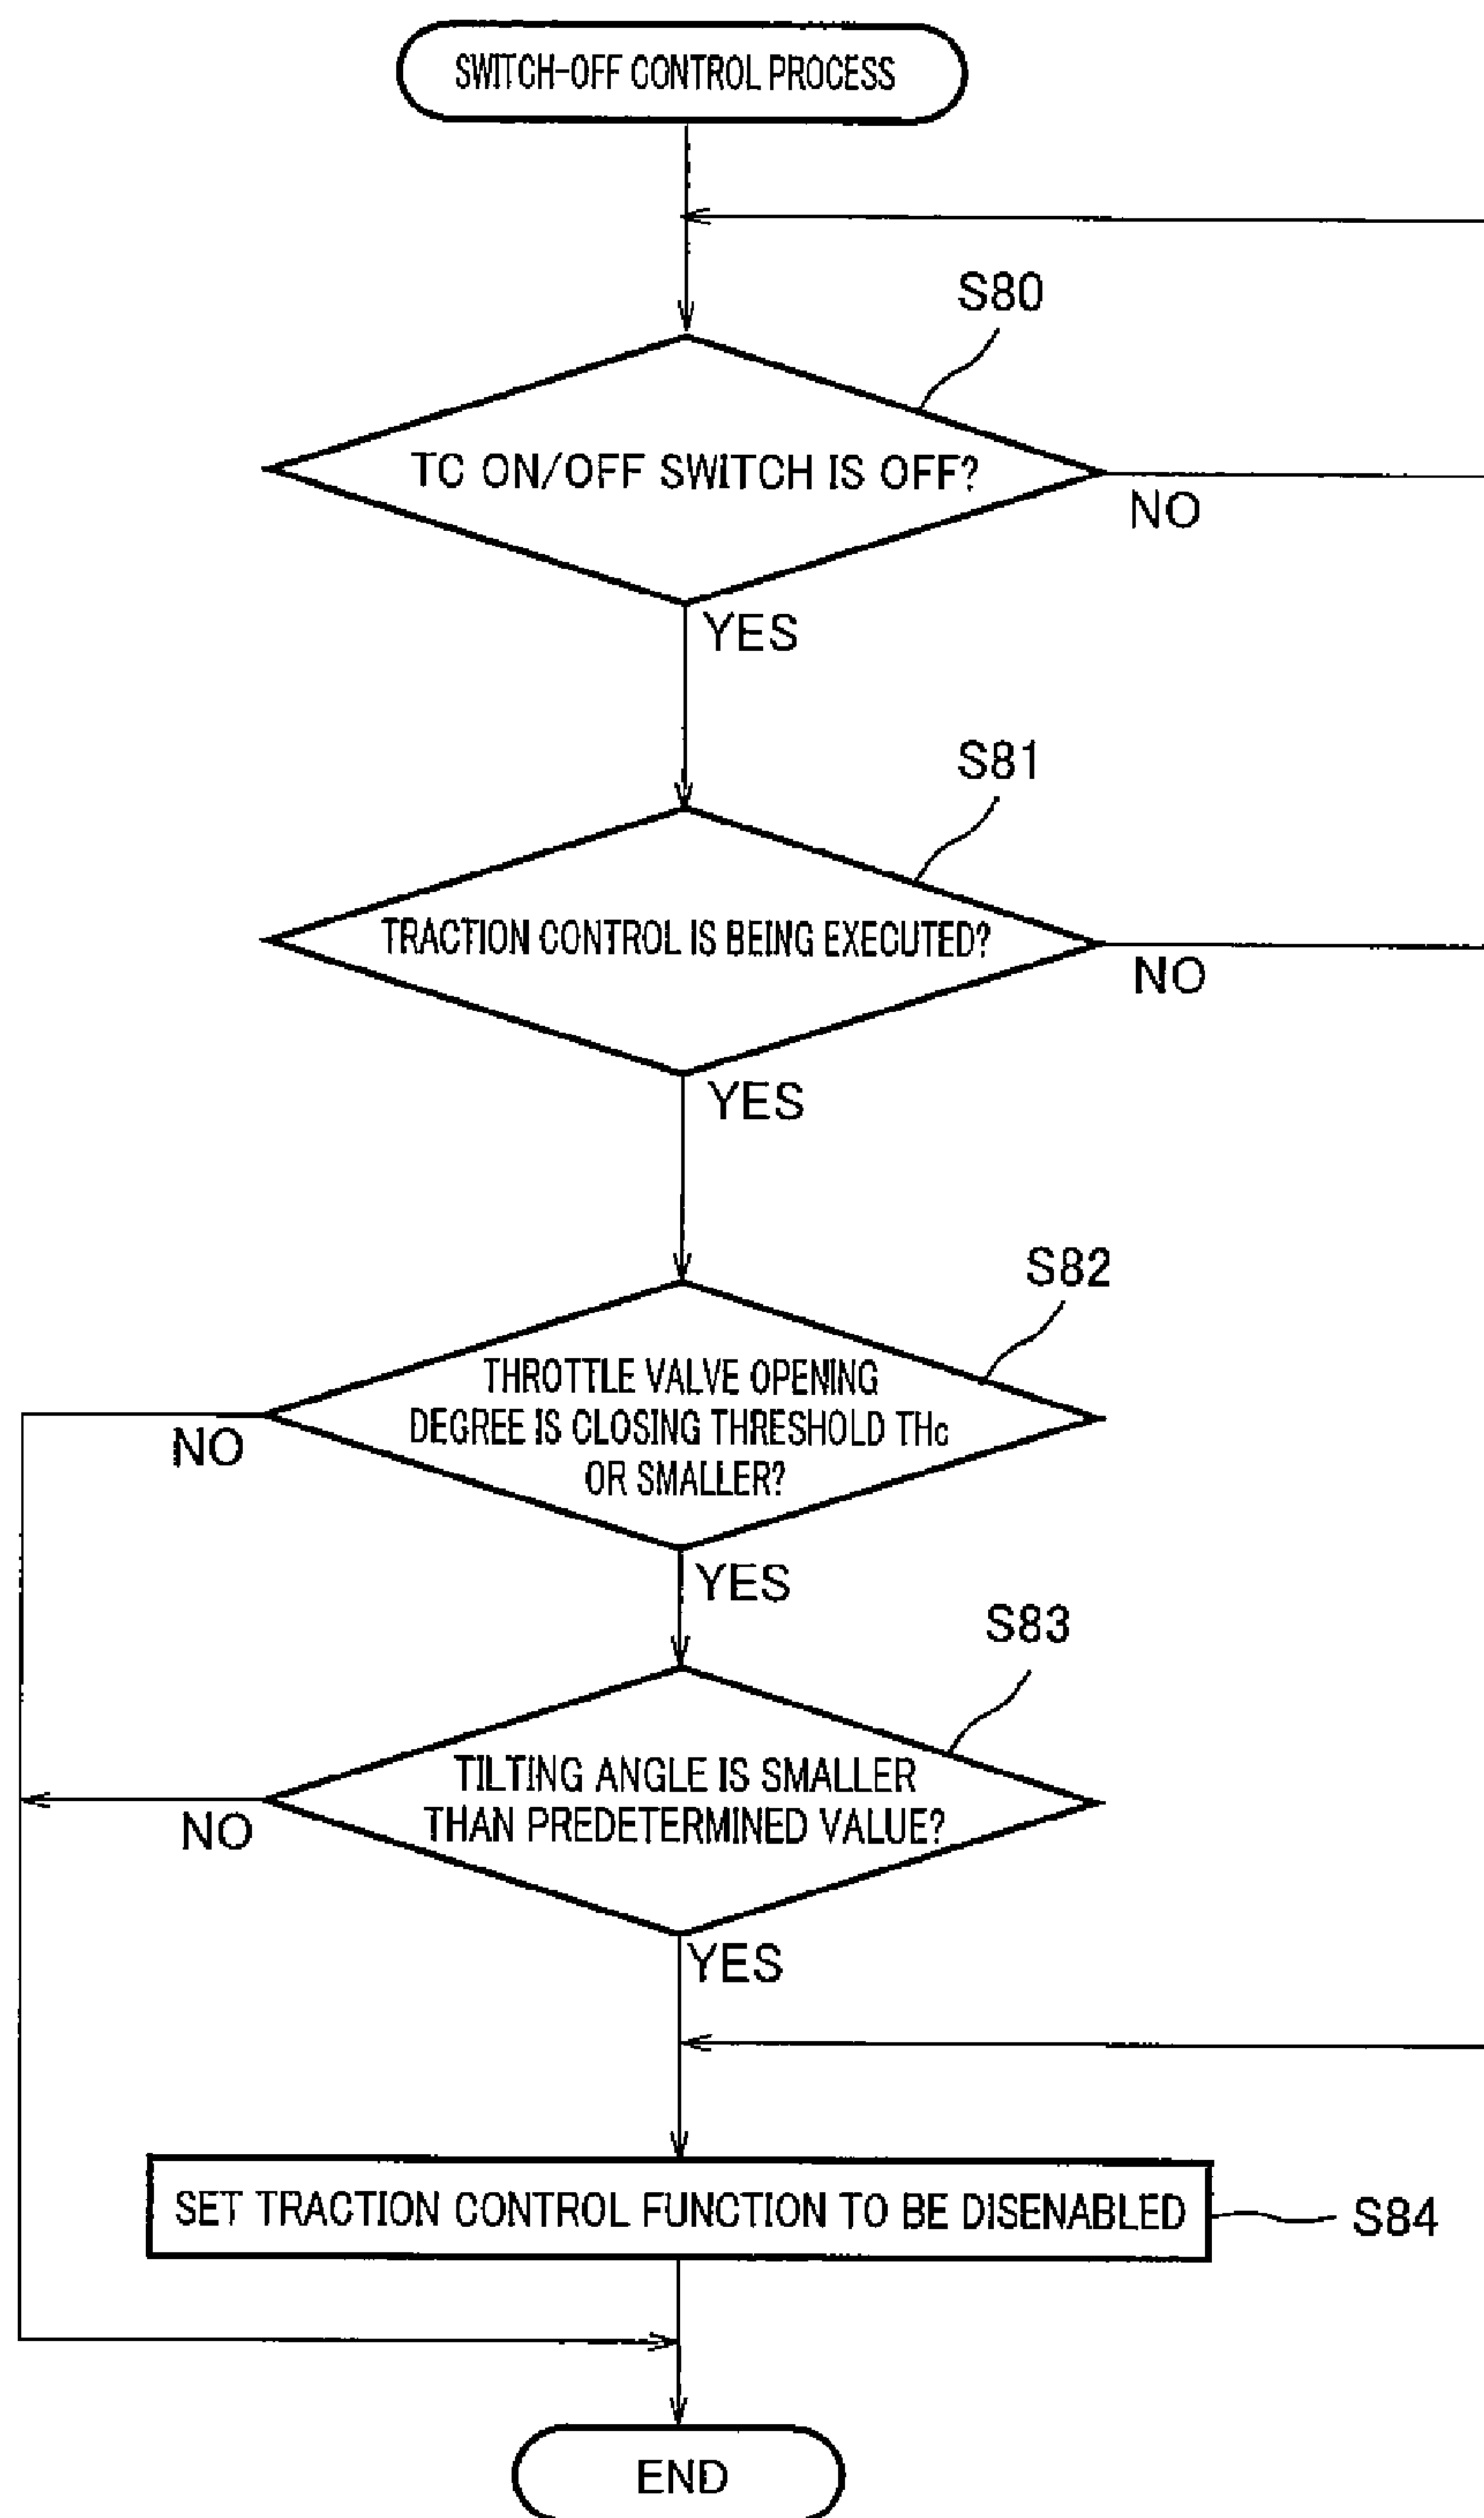 SWITCH-OFF CONTROL PROCESS
S80
TC ON/OFF SWITCH IS OFF?
NO
YES
S81
TRACTION CONTROL IS BEING EXECUTED?
NO
YES
S82
THROTTLE VALVE OPENING
DEGREE IS CLOSING THRESHOLD THc
OR SMALLER?
NO
YES
S83
TILTING ANGLE IS SMALLER
THAN PREDETERMINED VALUE?
NO
YES
SET TRACTION CONTROL FUNCTION TO BE DISENABLED
S84
END